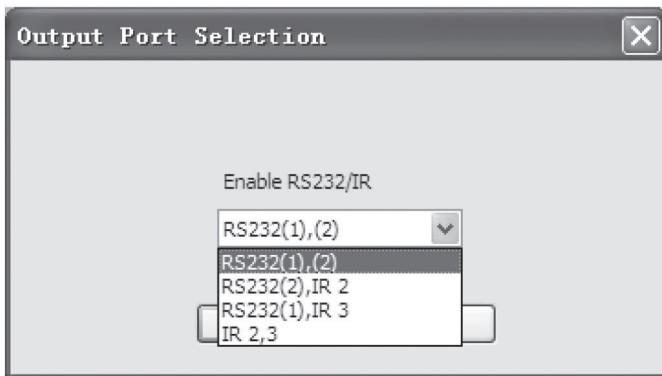 Output Port Selection
Enable RS232/IR
RS232(1),(2)
RS232(1),(2)
RS232(2),IR 2
RS232(1),IR 3
IR 2,3